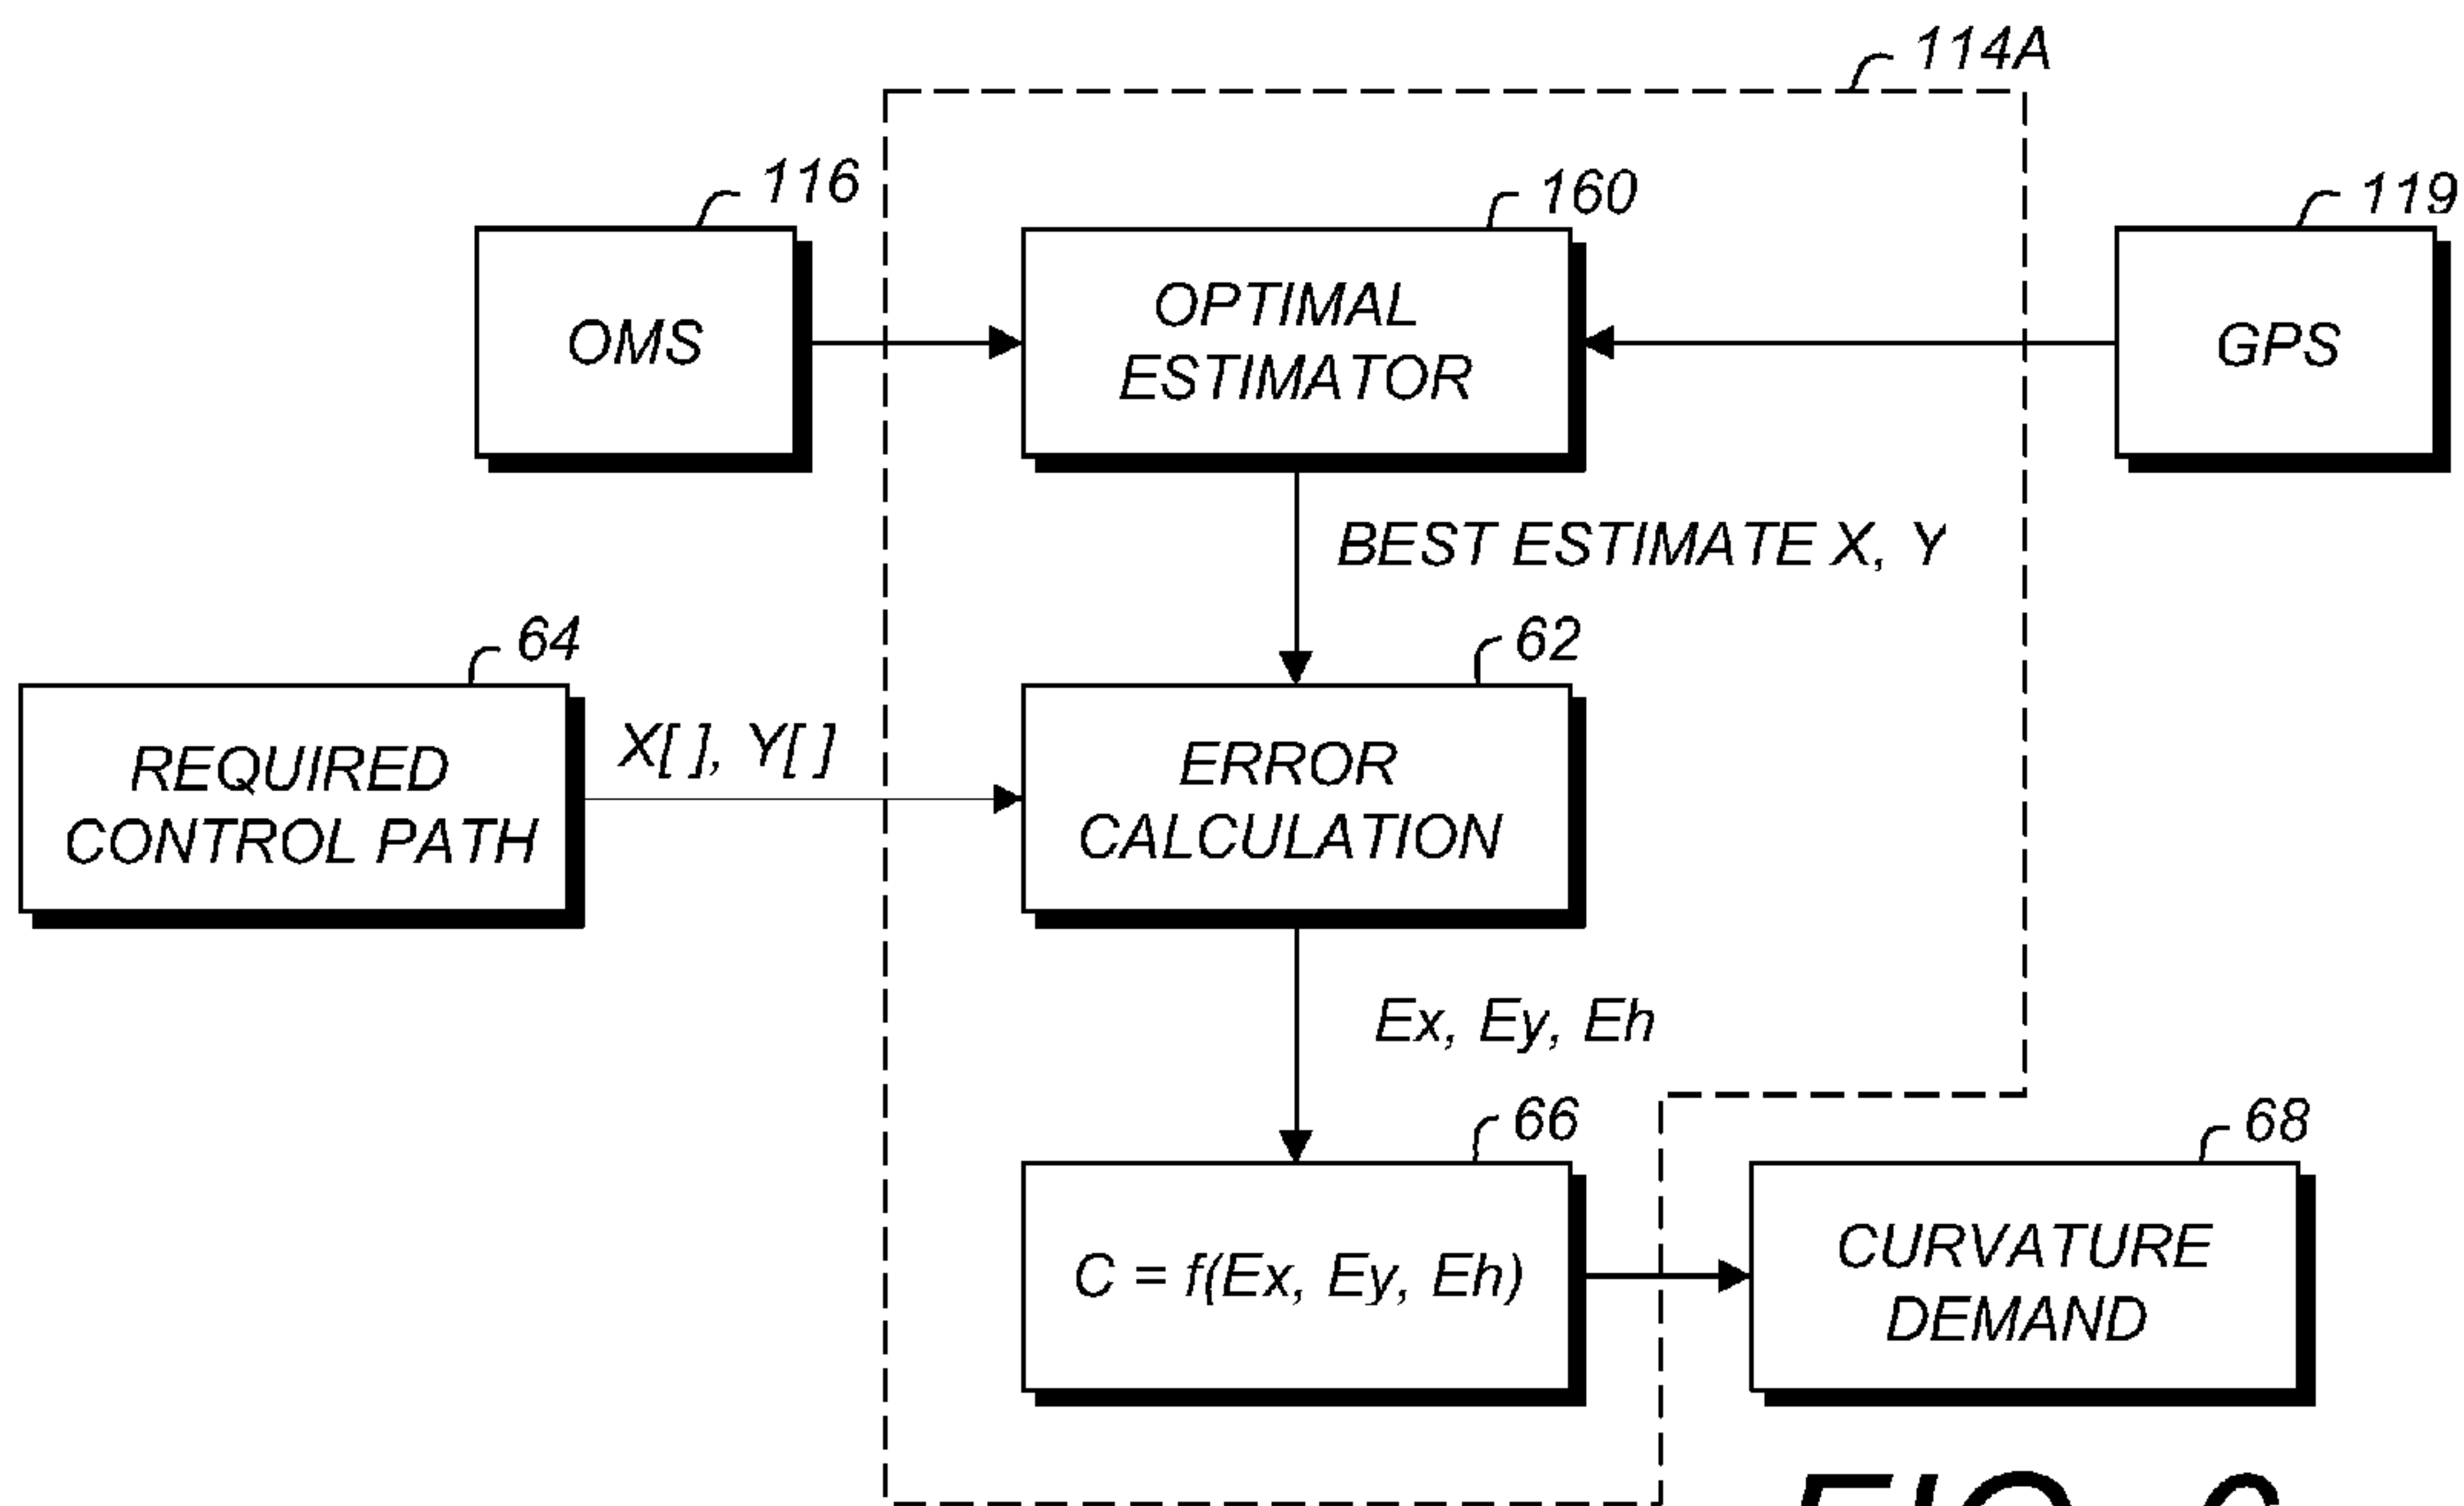 114A
116
160
119
OMS
OPTIMAL
ESTIMATOR
GPS
BEST ESTIMATE X, Y
64
62
REQUIRED
CONTROL PATH
X[ ], Y[ ]
ERROR
CALCULATION
Ex, Ey, Eh
66
68
C = f(Ex, Ey, Eh)
CURVATURE
DEMAND